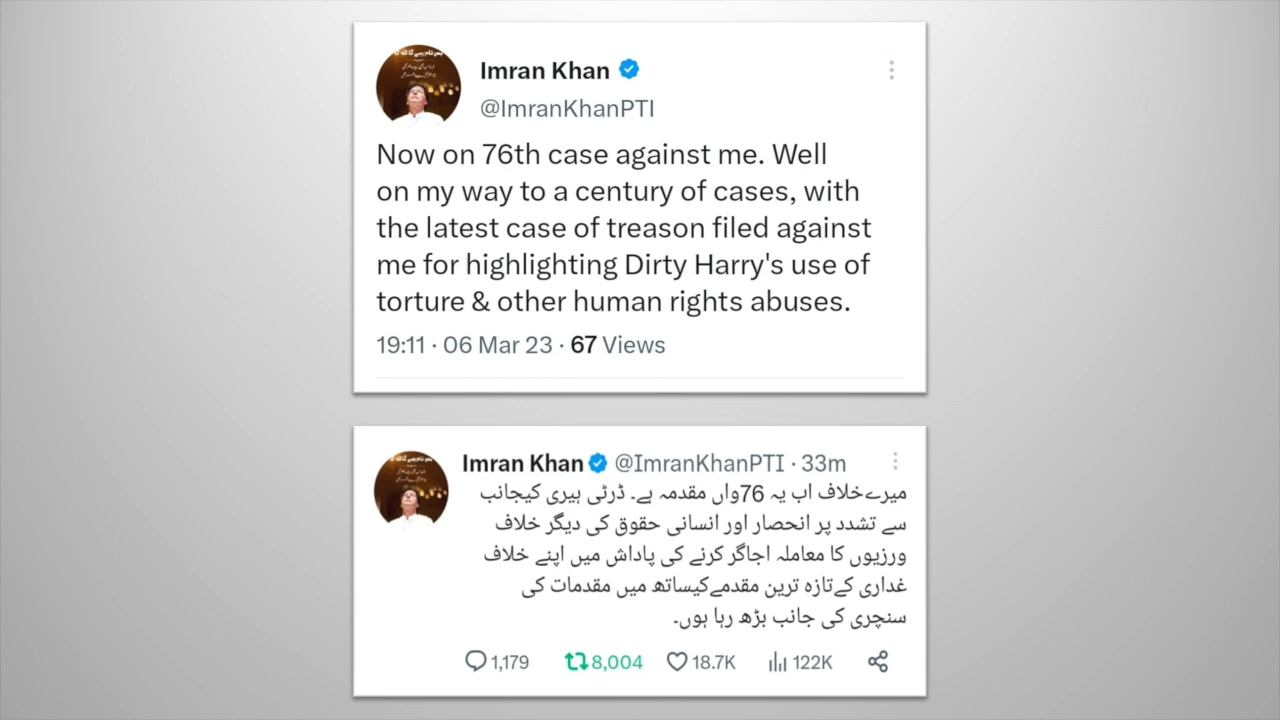 Imran Khan
@ImranKhanPTI
Now on 76th case against me. Well
on my way to a century of cases, with
the latest case of treason filed against
me for highlighting Dirty Harry's use of
torture & other human rights abuses.
19:11 · 06 Mar 23 · 67 Views
Imran Khan @ImranKhanPTI · 33m
میرےخلاف اب یہ 76واں مقدمہ ہے۔ ڈرٹی ہیری کیجانب
سے تشدد پر انحصار اور انسانی حقوق کی دیگر خلاف
ورزیوں کا معاملہ اجاگر کرنے کی پاداش میں اپنے خلاف
غداری کےتازہ ترین مقدمےکیساتھ میں مقدمات کی
سنچری کی جانب بڑھ رہا ہوں۔
1,179 8,004 18.7K 122K